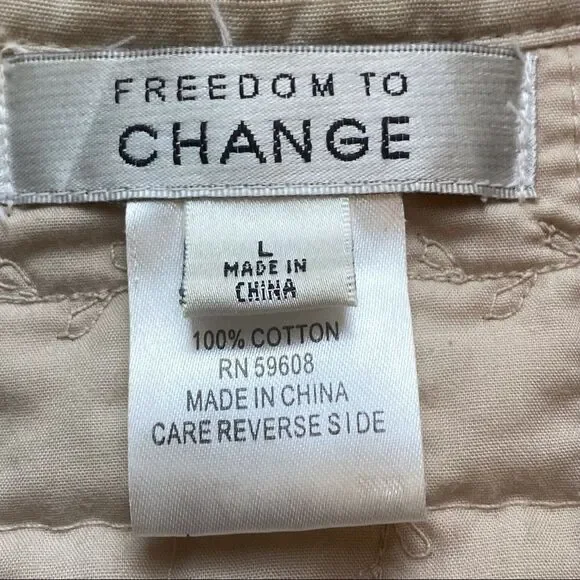 FREEDOM TO
CHANGE
L
MADE IN
CHINA
100% COTTON
RN 59608
MADE IN CHINA
CARE REVERSE SIDE